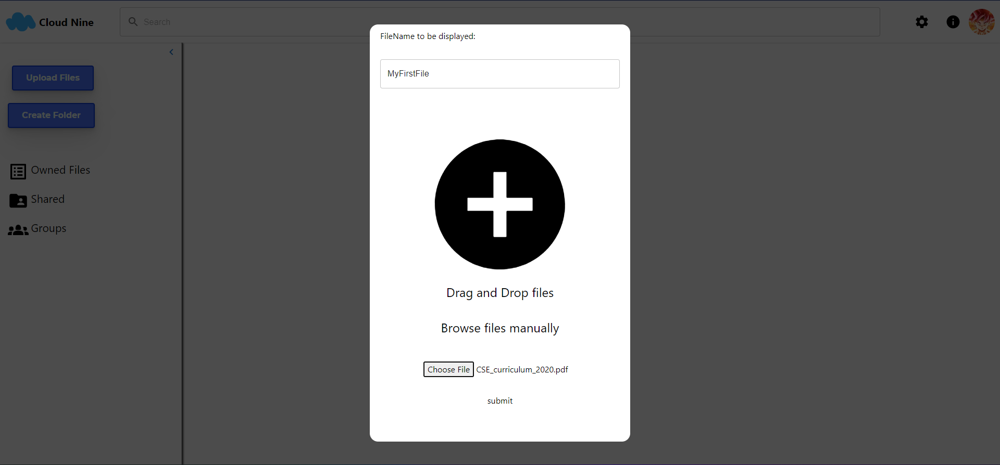 Cloud Nine
Search
Upload Files
Create Folder
Owned Files
Shared
Groups
FileName to be displayed:
MyFirstFile
Drag and Drop files
Browse files manually
Choose File CSE_curriculum_2020.pdf
submit